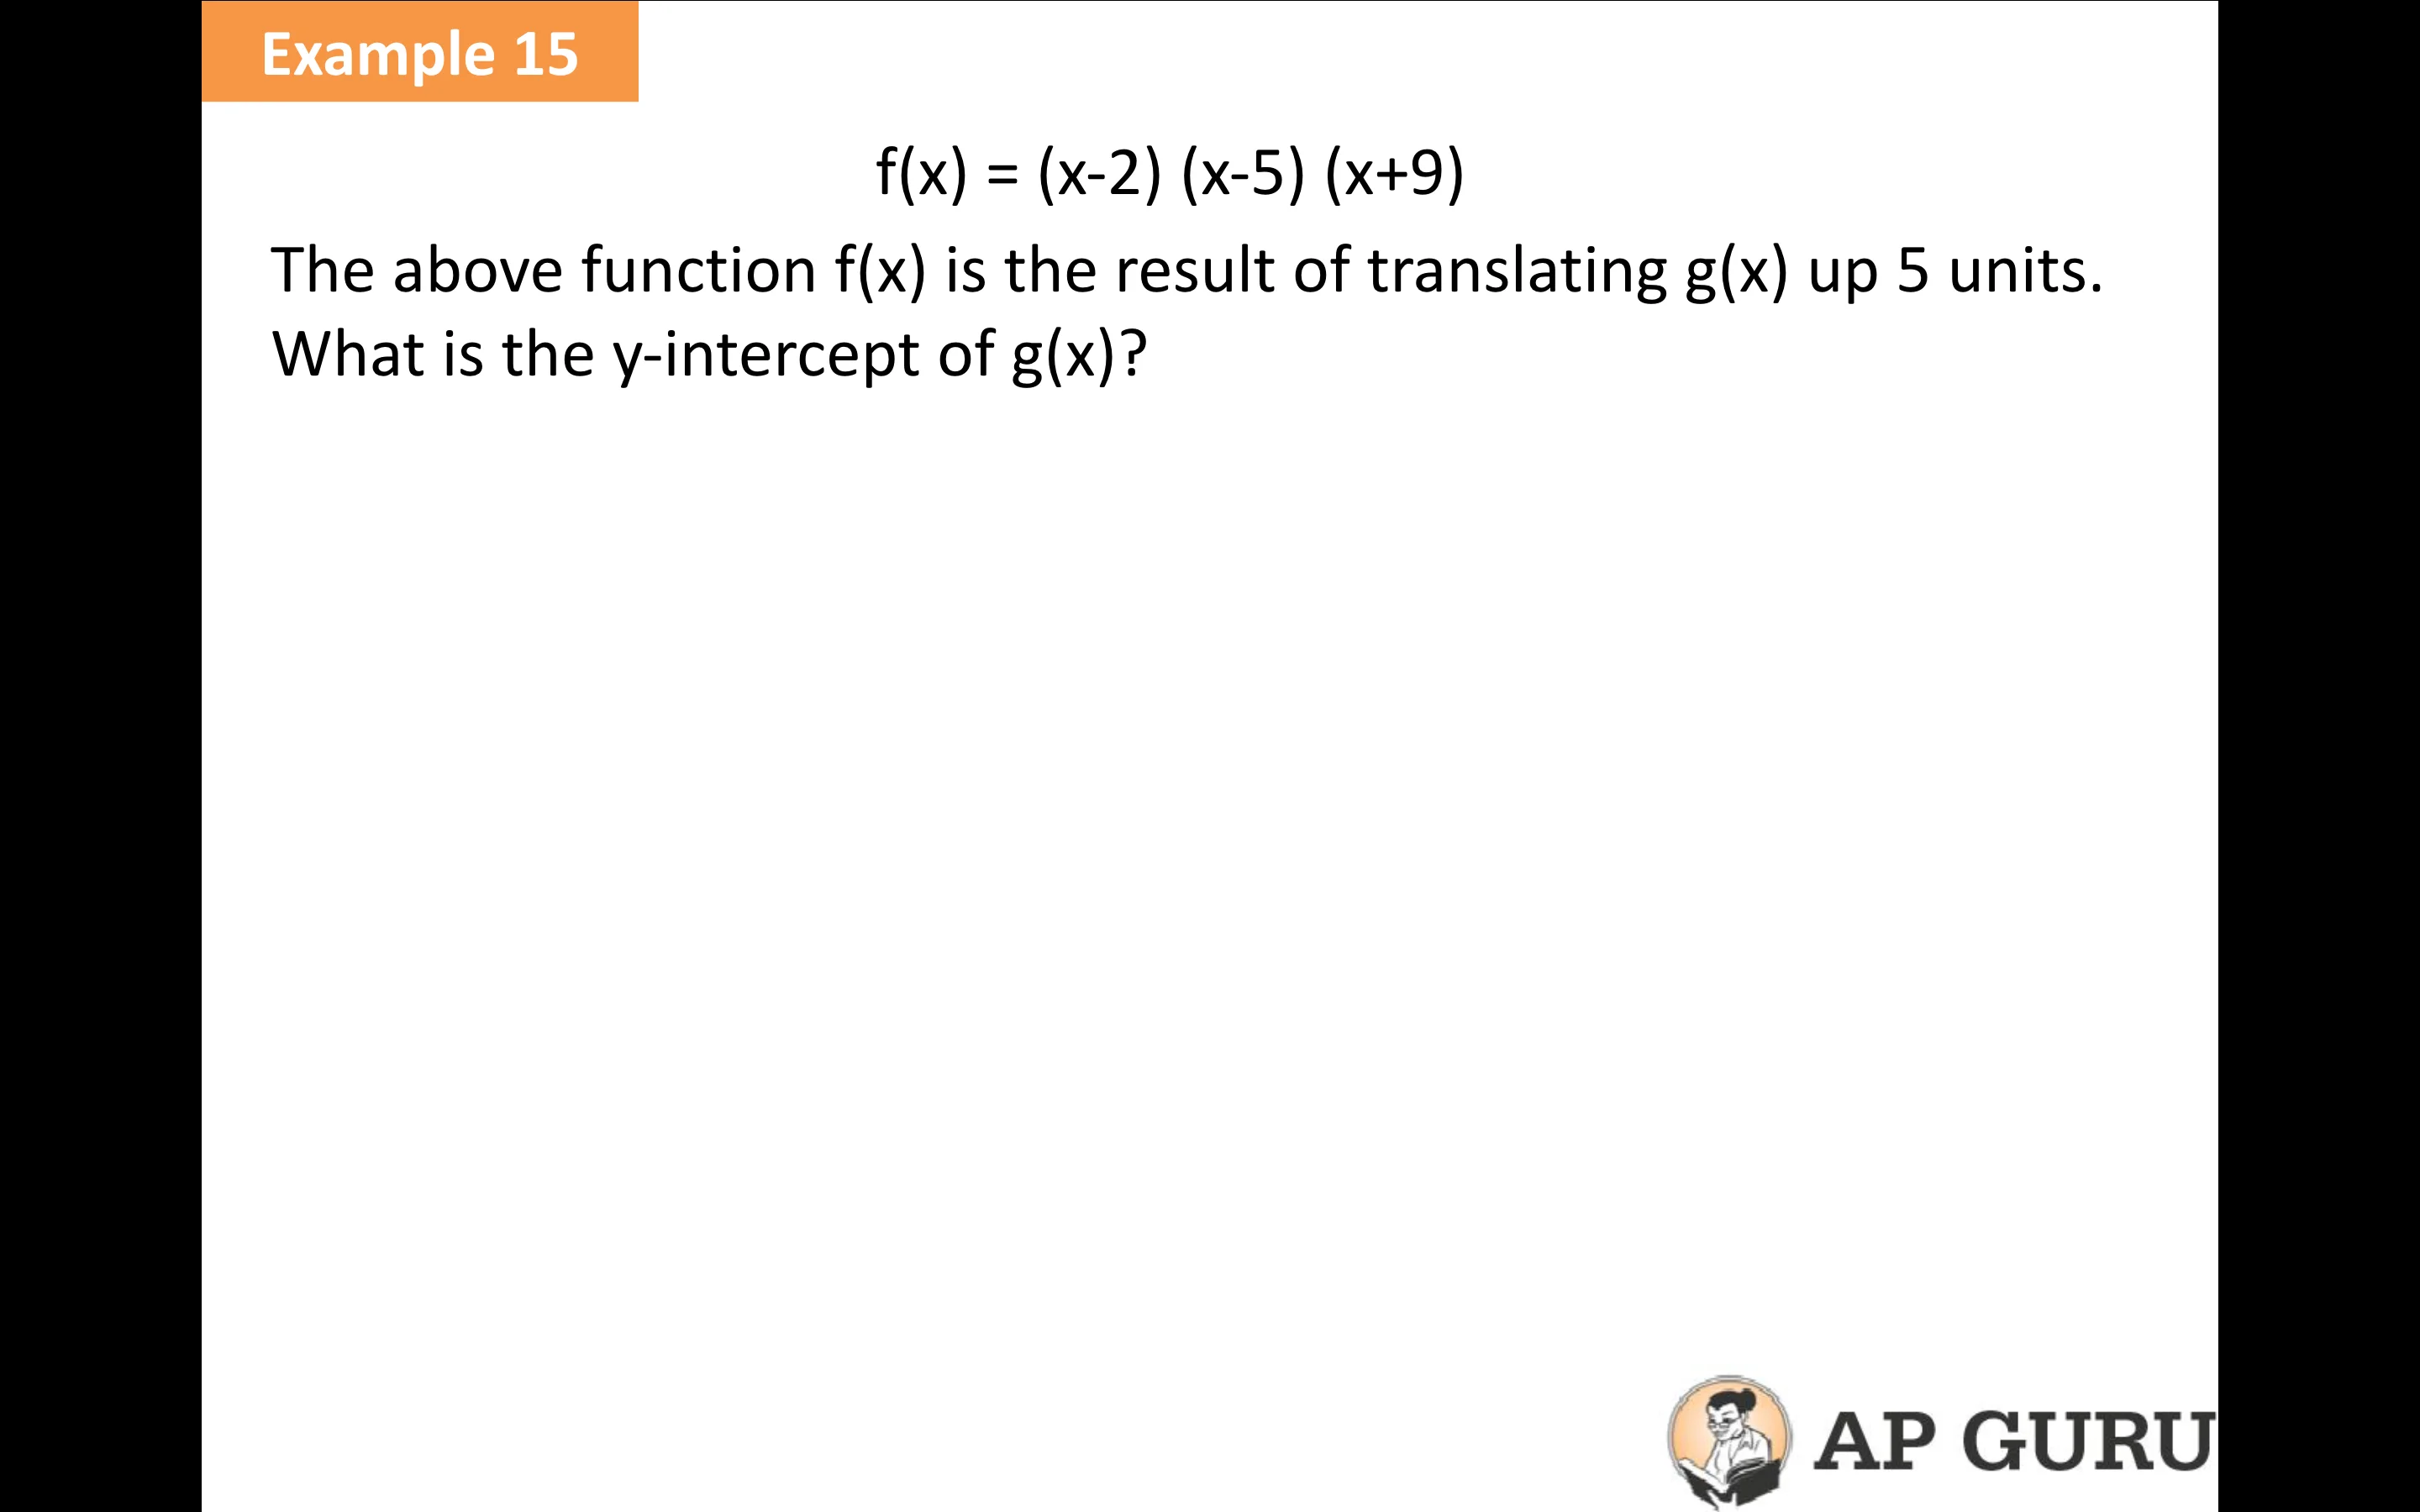 Example 15
f(x) = (x-2) (x-5) (x+9)
The above function f(x) is the result of translating g(x) up 5 units.
What is the y-intercept of g(x)?
AP GURU